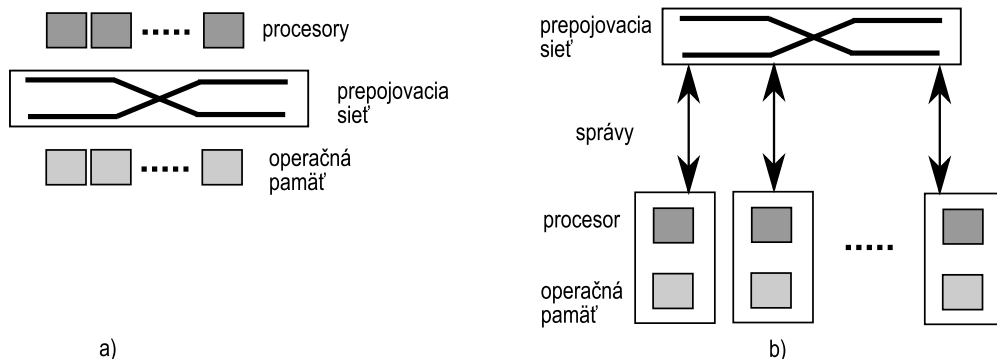 procesory
prepojovacia
sieť
operačná
pamäť
a)
prepojovacia
sieť
správy
procesor
operačná
pamäť
b)